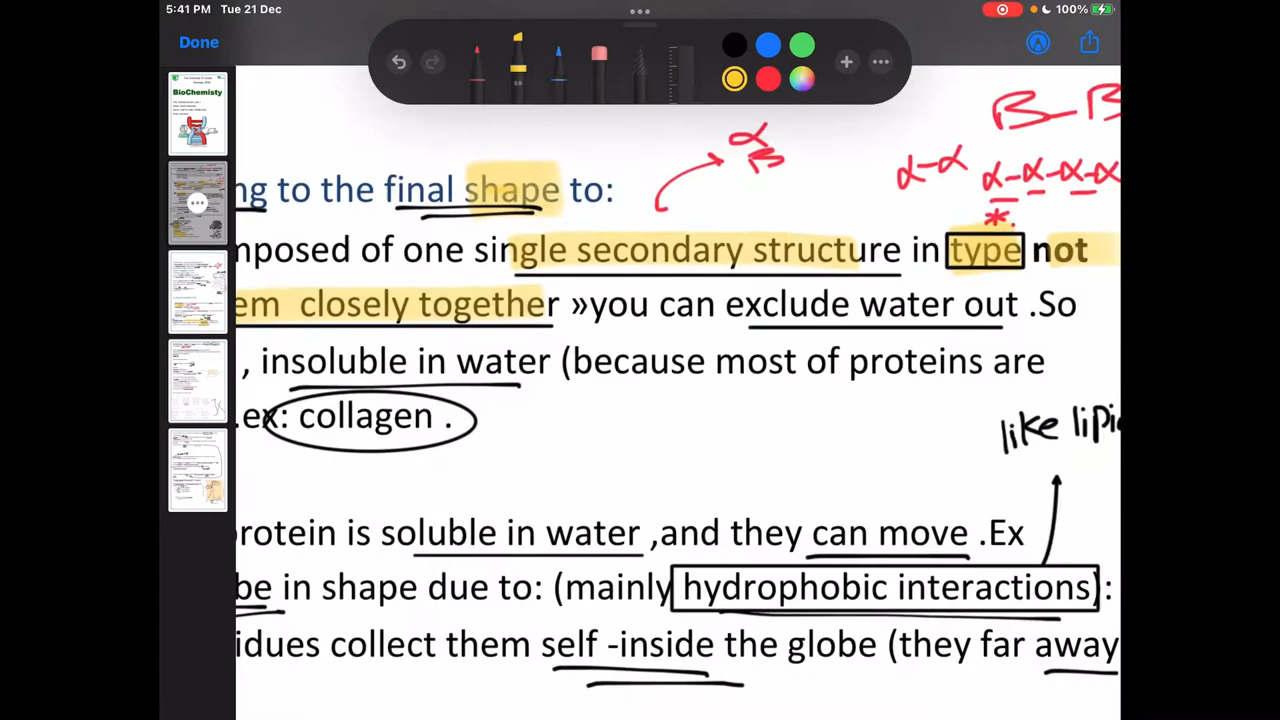 5:41 PM Tue 21 Dec 100%
Done
BioChemisty
B-B
α
B
α-α α-α-α-α
*
ng to the final shape to:
mposed of one single secondary structure in type not
em closely together »you can exclude water out .So
, insoluble in water (because most of proteins are
.ex: collagen .
like lipi
rotein is soluble in water ,and they can move .Ex
be in shape due to: (mainly hydrophobic interactions):
idues collect them self -inside the globe (they far away